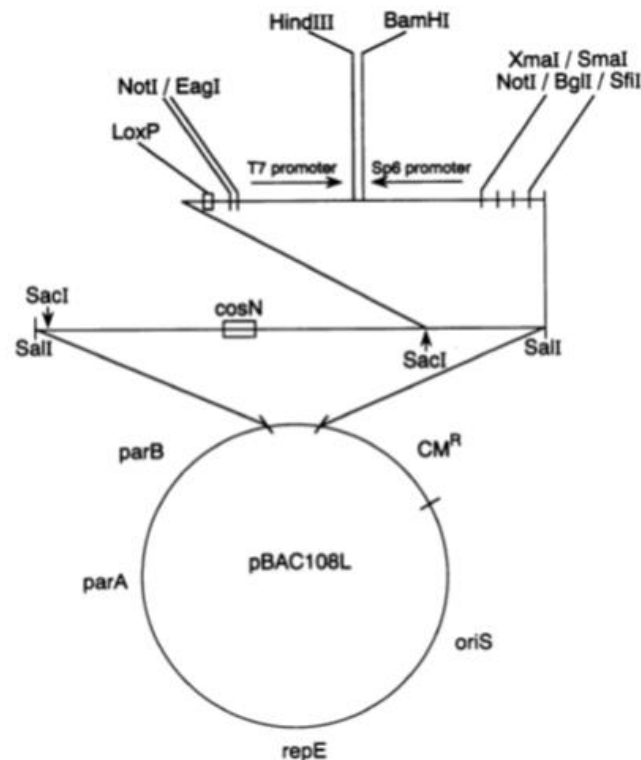 HindIII
BamHI
XmaI / SmaI
NotI / EagI
NotI / BglI / SfiI
LoxP
T7 promoter
Sp6 promoter
SacI
cosN
SalI
SacI
SalI
parB
CM^R
pBAC108L
parA
oriS
repE